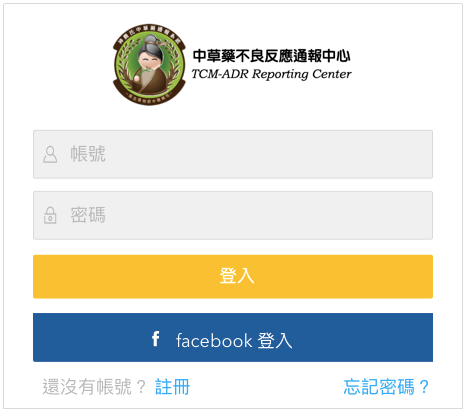 中草藥不良反應通報中心
TCM-ADR Reporting Center
帳號
密碼
登入
facebook 登入
還沒有帳號？ 註冊 忘記密碼？